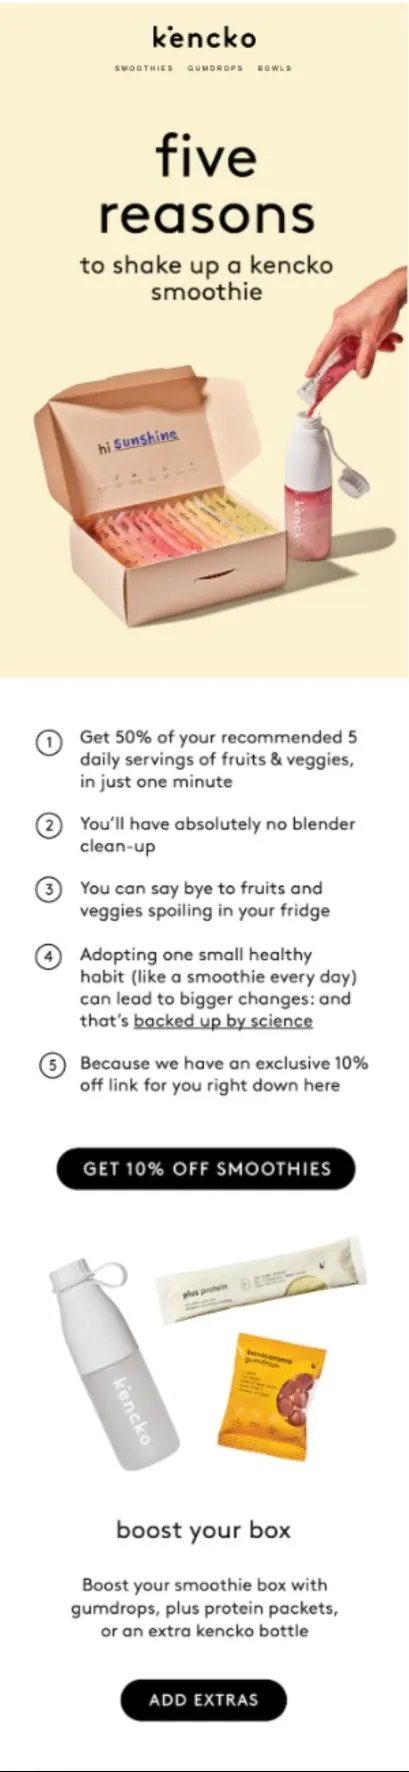 kencko
SMOOTHIES GUMDROPS BOWLS
five
reasons
to shake up a kencko
smoothie
hi sunshine
kencko
1 Get 50% of your recommended 5
daily servings of fruits & veggies,
in just one minute
2 You'll have absolutely no blender
clean-up
3 You can say bye to fruits and
veggies spoiling in your fridge
4 Adopting one small healthy
habit (like a smoothie every day)
can lead to bigger changes: and
that's backed up by science
5 Because we have an exclusive 10%
off link for you right down here
GET 10% OFF SMOOTHIES
plus protein
bananarama
gumdrops
kencko
boost your box
Boost your smoothie box with
gumdrops, plus protein packets,
or an extra kencko bottle
ADD EXTRAS